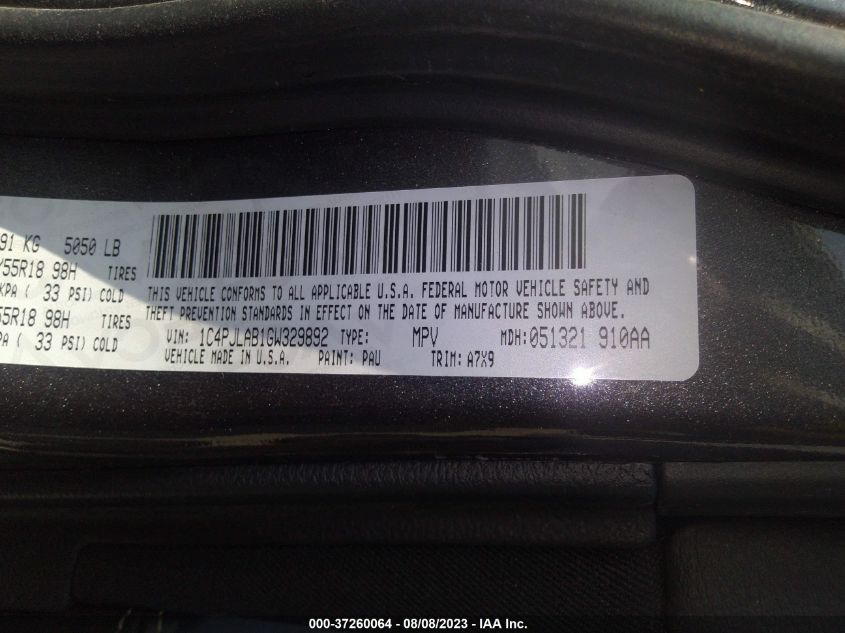 91 KG 5050 LB
55R18 98H TIRES
KPA ( 33 PSI) COLD
55R18 98H TIRES
PA ( 33 PSI) COLD
THIS VEHICLE CONFORMS TO ALL APPLICABLE U.S.A. FEDERAL MOTOR VEHICLE SAFETY AND
THEFT PREVENTION STANDARDS IN EFFECT ON THE DATE OF MANUFACTURE SHOWN ABOVE.
VIN: 1C4PJLAB1GW329892 TYPE: MPV MDH: 051321 910AA
VEHICLE MADE IN U.S.A. PAINT: PAU TRIM: A7X9
000-37260064 - 08/08/2023 - IAA Inc.